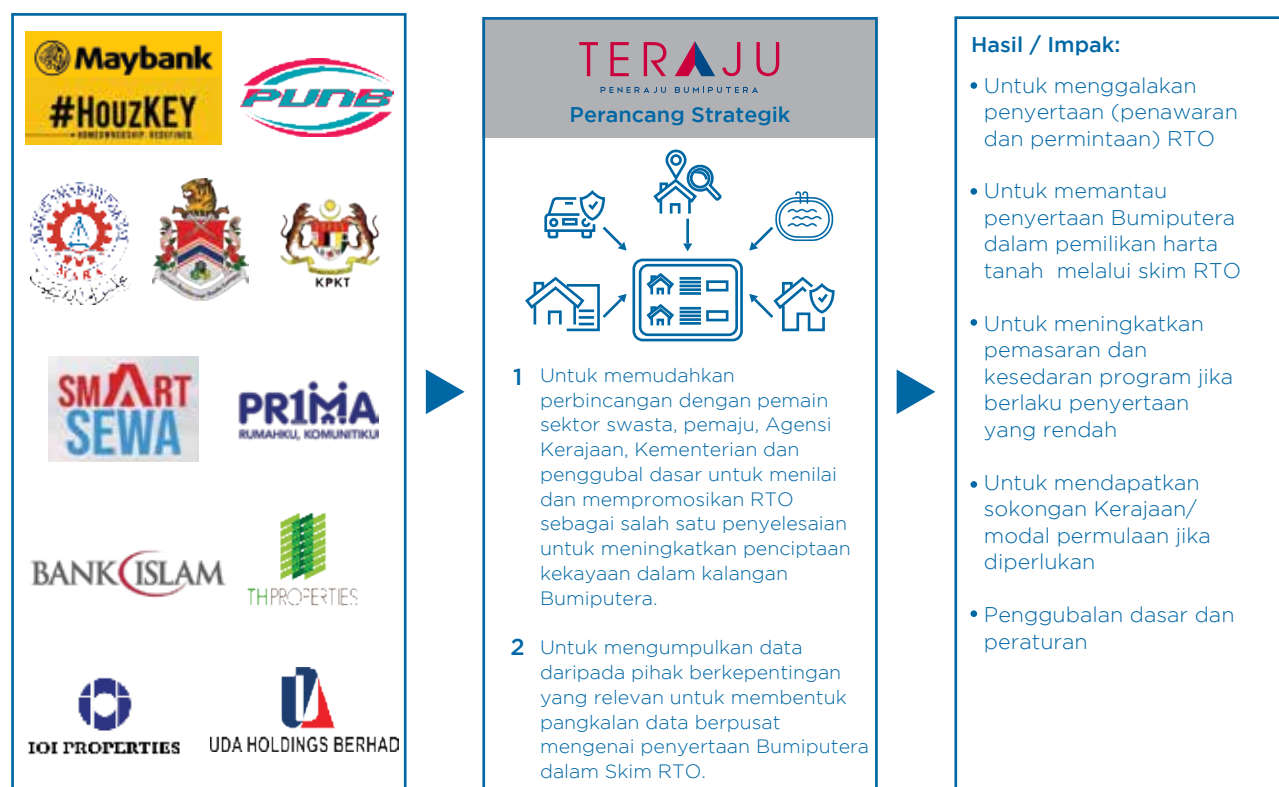 Maybank
#HouzKEY
HOMEOWNERSHIP. REDEFINED.
PUNB
MARA
KPKT
SMART
SEWA
PR1MA
RUMAHKU, KOMUNITIKU
BANK ISLAM
TH PROPERTIES
IOI PROPERTIES
UDA HOLDINGS BERHAD
TERAJU
PENERAJU BUMIPUTERA
Perancang Strategik
1 Untuk memudahkan
perbincangan dengan pemain
sektor swasta, pemaju, Agensi
Kerajaan, Kementerian dan
penggubal dasar untuk menilai
dan mempromosikan RTO
sebagai salah satu penyelesaian
untuk meningkatkan penciptaan
kekayaan dalam kalangan
Bumiputera.
2 Untuk mengumpulkan data
daripada pihak berkepentingan
yang relevan untuk membentuk
pangkalan data berpusat
mengenai penyertaan Bumiputera
dalam Skim RTO.
Hasil / Impak:
• Untuk menggalakan
penyertaan (penawaran
dan permintaan) RTO
• Untuk memantau
penyertaan Bumiputera
dalam pemilikan harta
tanah melalui skim RTO
• Untuk meningkatkan
pemasaran dan
kesedaran program jika
berlaku penyertaan
yang rendah
• Untuk mendapatkan
sokongan Kerajaan/
modal permulaan jika
diperlukan
• Penggubalan dasar dan
peraturan